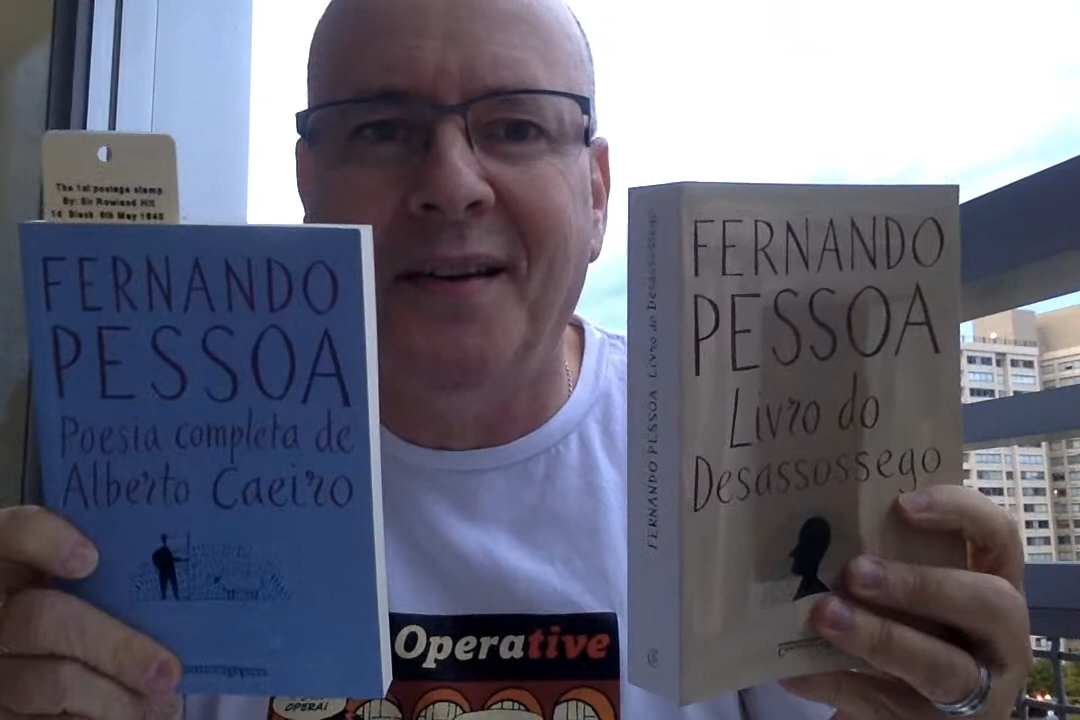 The 1st postage stamp
By: Sir Rowland Hill
FERNANDO
PESSOA
Poesia completa de
Alberto Caeiro
FERNANDO PESSOA Livro do Desassossego
FERNANDO
PESSOA
Livro do
Desassossego
Operative
OPERA!